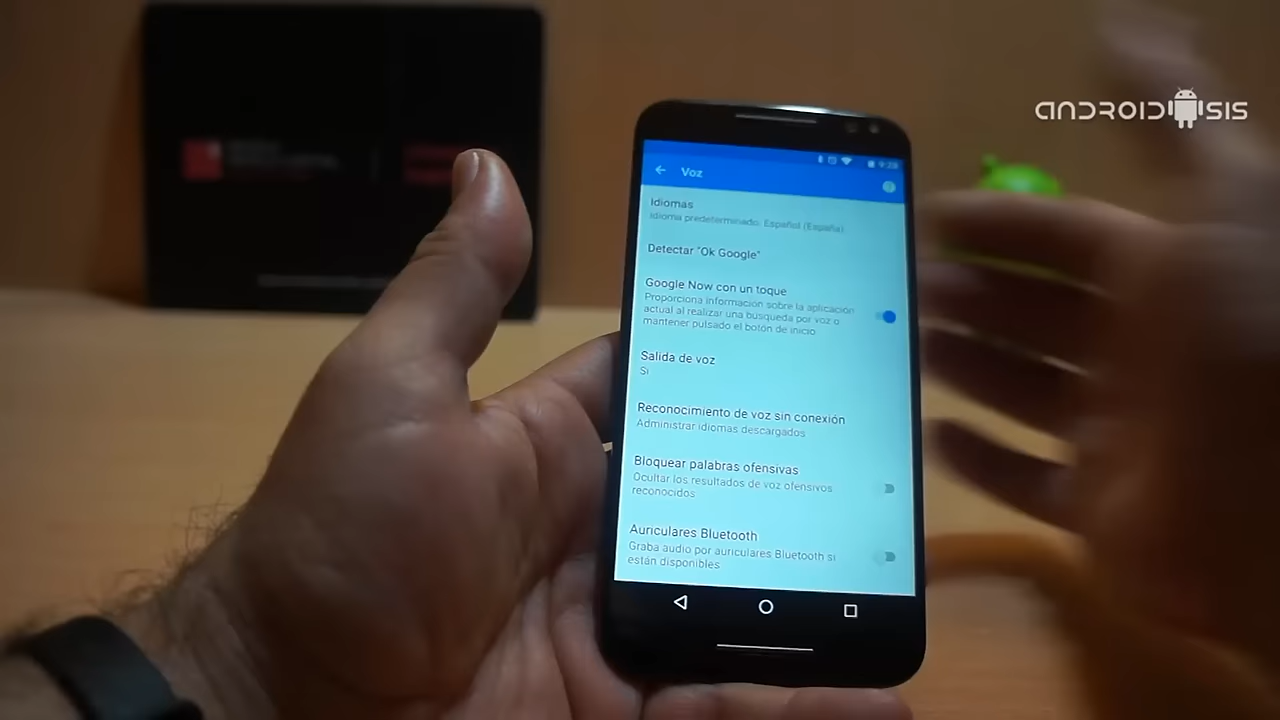 ANDROIDSIS
9:28
Voz
Idiomas
Idioma predeterminado: Español (España)
Detectar "Ok Google"
Google Now con un toque
Proporciona información sobre la aplicación
actual al realizar una búsqueda por voz o
mantener pulsado el botón de inicio
Salida de voz
Sí
Reconocimiento de voz sin conexión
Administrar idiomas descargados
Bloquear palabras ofensivas
Ocultar los resultados de voz ofensivos
reconocidos
Auriculares Bluetooth
Graba audio por auriculares Bluetooth si
están disponibles